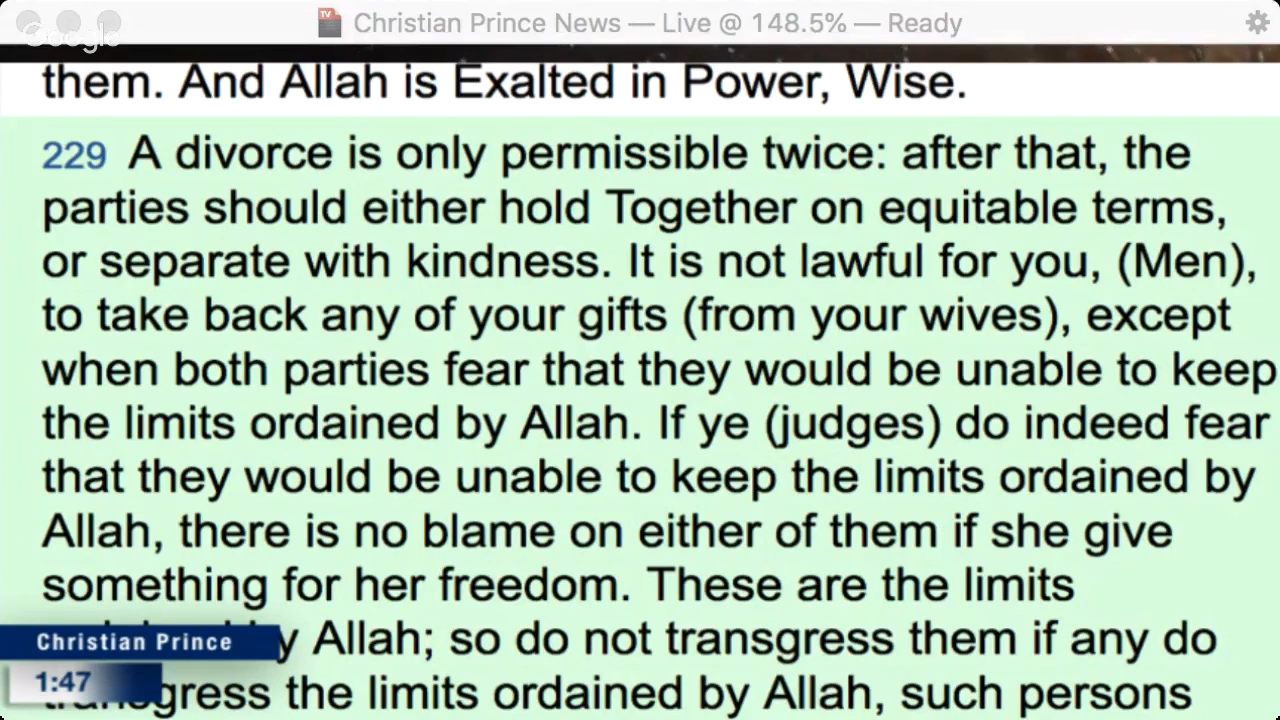 Christian Prince News — Live @ 148.5% — Ready
TV
Google
them. And Allah is Exalted in Power, Wise.
229 A divorce is only permissible twice: after that, the
parties should either hold Together on equitable terms,
or separate with kindness. It is not lawful for you, (Men),
to take back any of your gifts (from your wives), except
when both parties fear that they would be unable to keep
the limits ordained by Allah. If ye (judges) do indeed fear
that they would be unable to keep the limits ordained by
Allah, there is no blame on either of them if she give
something for her freedom. These are the limits
Allah; so do not transgress them if any do
the limits ordained by Allah, such persons
Christian Prince
1:47